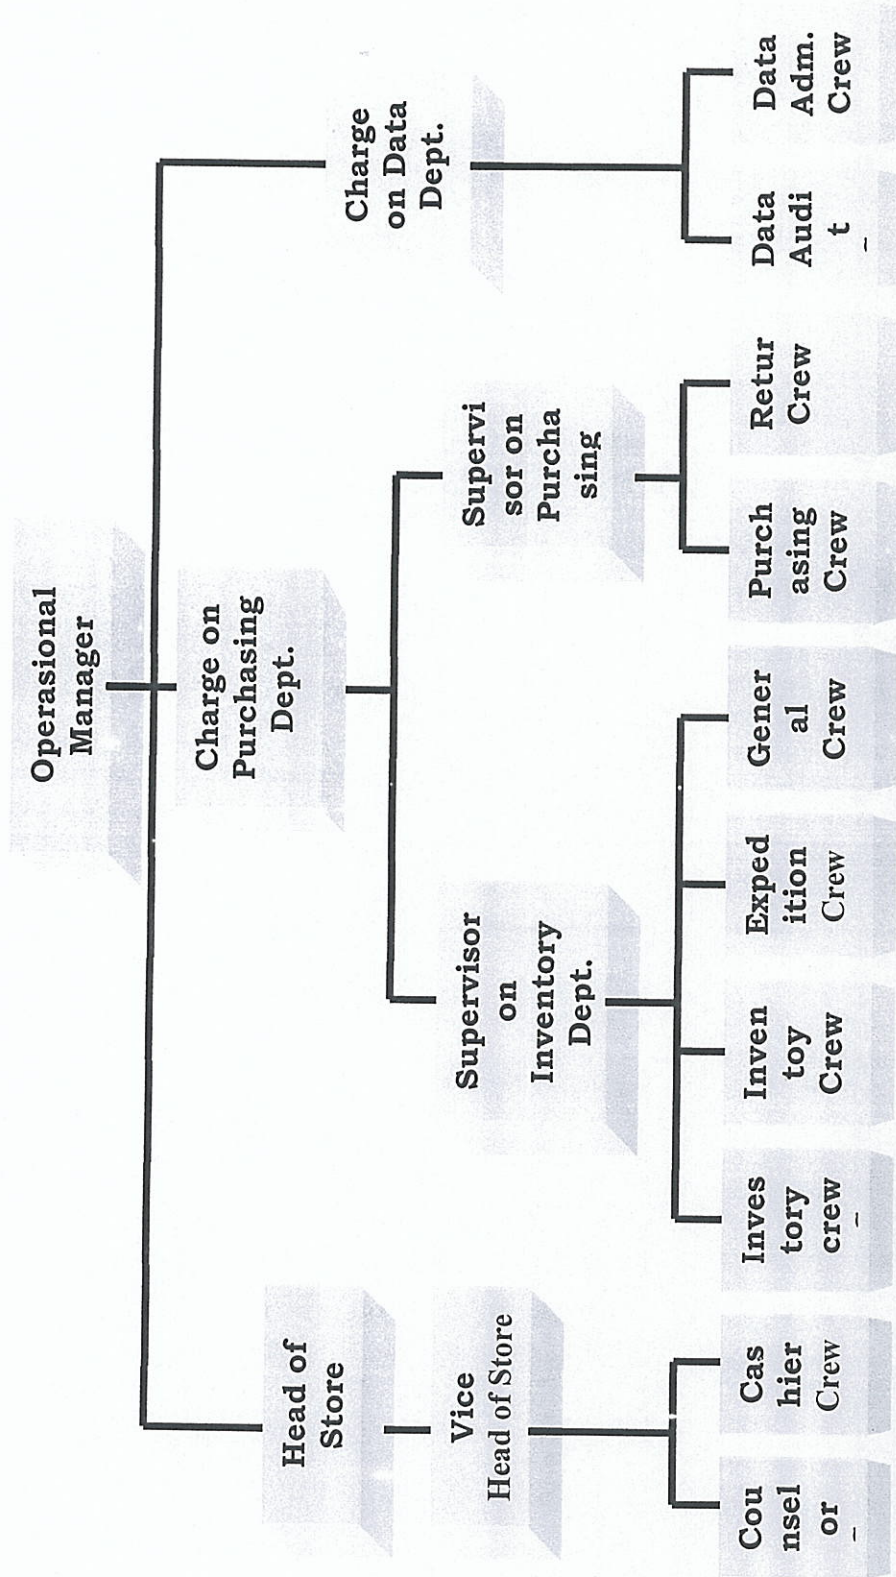 Operasional
Manager
Charge on
Purchasing
Dept.
Head of
Store
Charge
on Data
Dept.
Vice
Head of Store
Supervisor
on
Inventory
Dept.
Supervi
sor on
Purcha
sing
Cou
nsel
or
Cas
hier
Crew
Inves
tory
crew
Inven
toy
Crew
Exped
ition
Crew
Gener
al
Crew
Purch
asing
Crew
Retur
Crew
Data
Audi
t
Data
Adm.
Crew